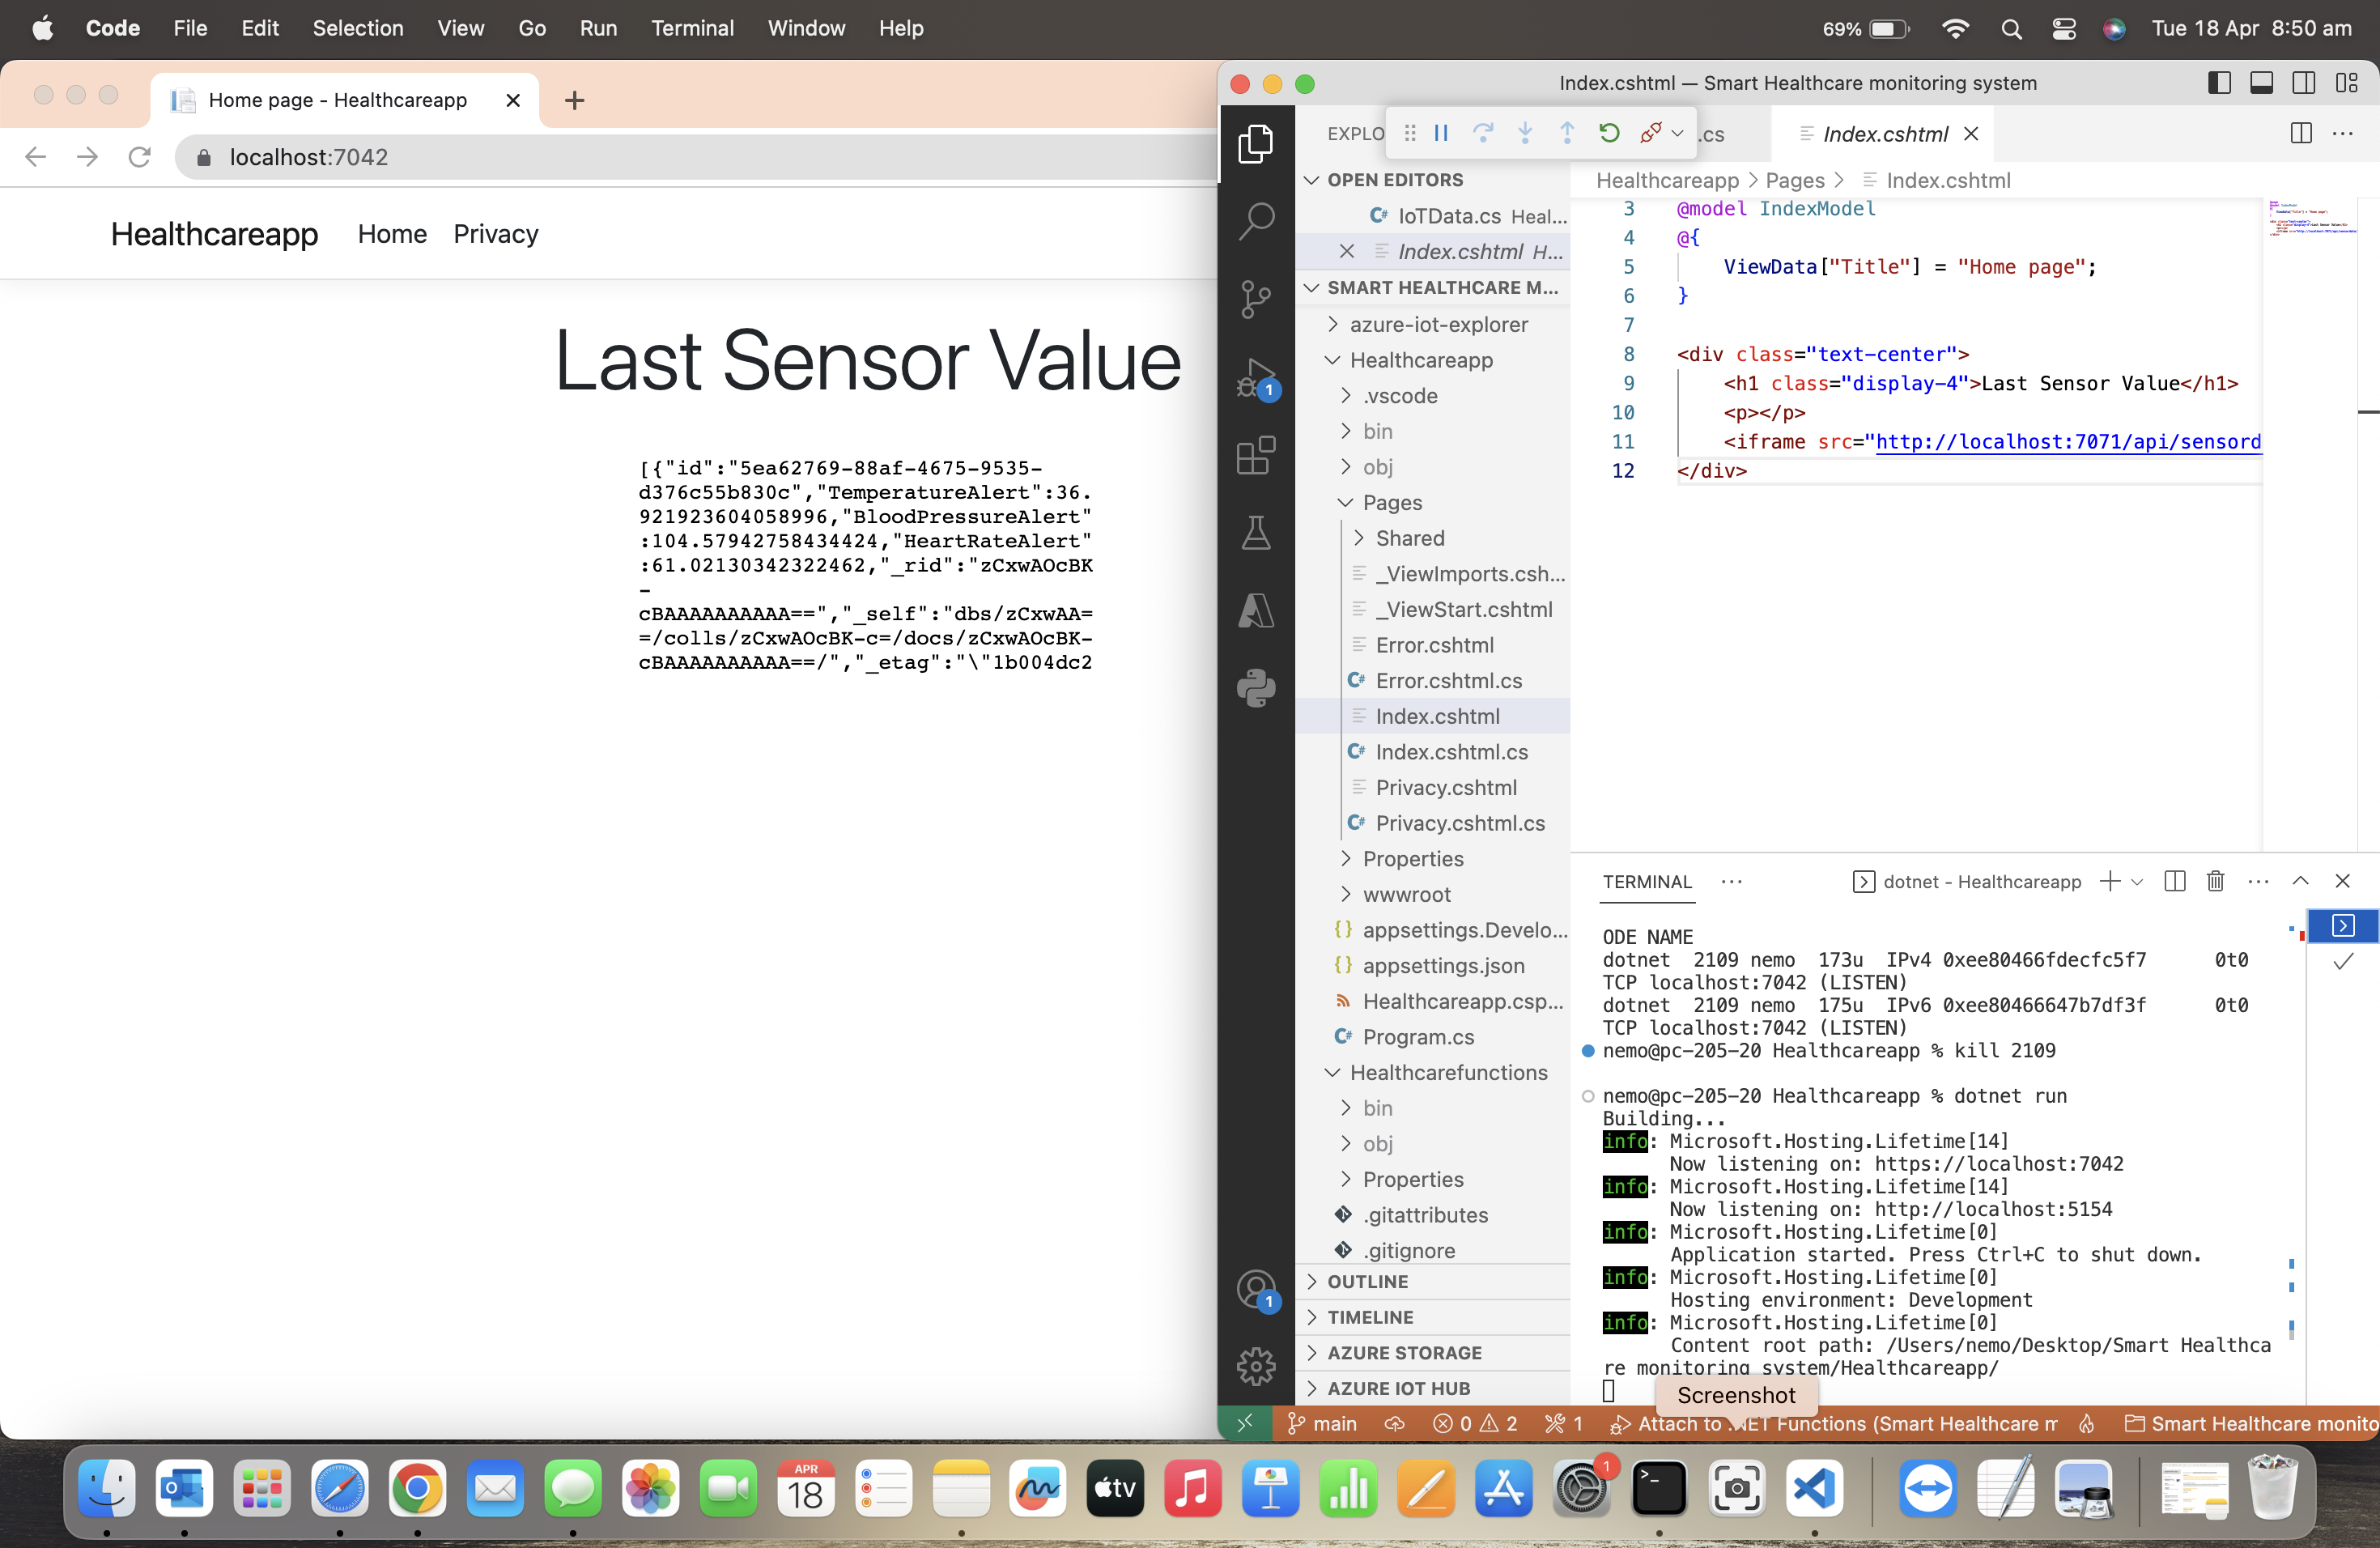 Code File Edit Selection View Go Run Terminal Window Help 69% Tue 18 Apr 8:50 am
Home page - Healthcareapp
localhost:7042
Healthcareapp Home Privacy
Last Sensor Value
[{"id":"5ea62769-88af-4675-9535-
d376c55b830c","TemperatureAlert":36.
921923604058996,"BloodPressureAlert"
:104.57942758434424,"HeartRateAlert"
:61.02130342322462,"_rid":"zCxwAOcBK
-
cBAAAAAAAAAA==","_self":"dbs/zCxwAA=
=/colls/zCxwAOcBK-c=/docs/zCxwAOcBK-
cBAAAAAAAAAA==/","_etag":"\"1b004dc2
Index.cshtml — Smart Healthcare monitoring system
EXPLO
.cs
Index.cshtml
OPEN EDITORS
IoTData.cs Heal...
Index.cshtml H...
SMART HEALTHCARE M...
azure-iot-explorer
Healthcareapp
.vscode
bin
obj
Pages
Shared
_ViewImports.csh...
_ViewStart.cshtml
Error.cshtml
Error.cshtml.cs
Index.cshtml
Index.cshtml.cs
Privacy.cshtml
Privacy.cshtml.cs
Properties
wwwroot
appsettings.Develo...
appsettings.json
Healthcareapp.csp...
Program.cs
Healthcarefunctions
bin
obj
Properties
.gitattributes
.gitignore
OUTLINE
TIMELINE
AZURE STORAGE
AZURE IOT HUB
1
1
Healthcareapp > Pages > Index.cshtml
3 @model IndexModel
4 @{
5 ViewData["Title"] = "Home page";
6 }
7
8 <div class="text-center">
9 <h1 class="display-4">Last Sensor Value</h1>
10 <p></p>
11 <iframe src="http://localhost:7071/api/sensord
12 </div>
TERMINAL ... dotnet - Healthcareapp
ODE NAME
dotnet 2109 nemo 173u IPv4 0xee80466fdecfc5f7 0t0
TCP localhost:7042 (LISTEN)
dotnet 2109 nemo 175u IPv6 0xee80466647b7df3f 0t0
TCP localhost:7042 (LISTEN)
nemo@pc-205-20 Healthcareapp % kill 2109
nemo@pc-205-20 Healthcareapp % dotnet run
Building...
info: Microsoft.Hosting.Lifetime[14]
Now listening on: https://localhost:7042
info: Microsoft.Hosting.Lifetime[14]
Now listening on: http://localhost:5154
info: Microsoft.Hosting.Lifetime[0]
Application started. Press Ctrl+C to shut down.
info: Microsoft.Hosting.Lifetime[0]
Hosting environment: Development
info: Microsoft.Hosting.Lifetime[0]
Content root path: /Users/nemo/Desktop/Smart Healthca
re monitoring system/Healthcareapp/
Screenshot
main 0 2 1 Attach to .NET Functions (Smart Healthcare m Smart Healthcare monito
APR
18
tv
1